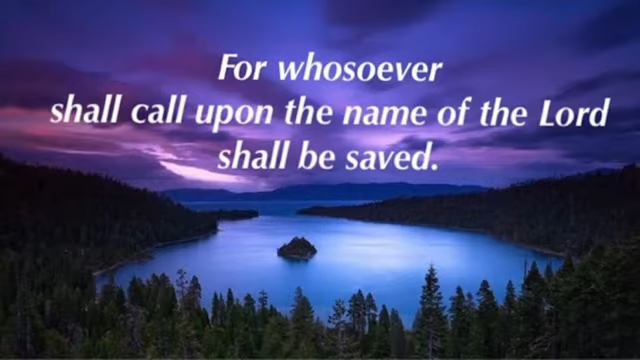 For whosoever
shall call upon the name of the Lord
shall be saved.